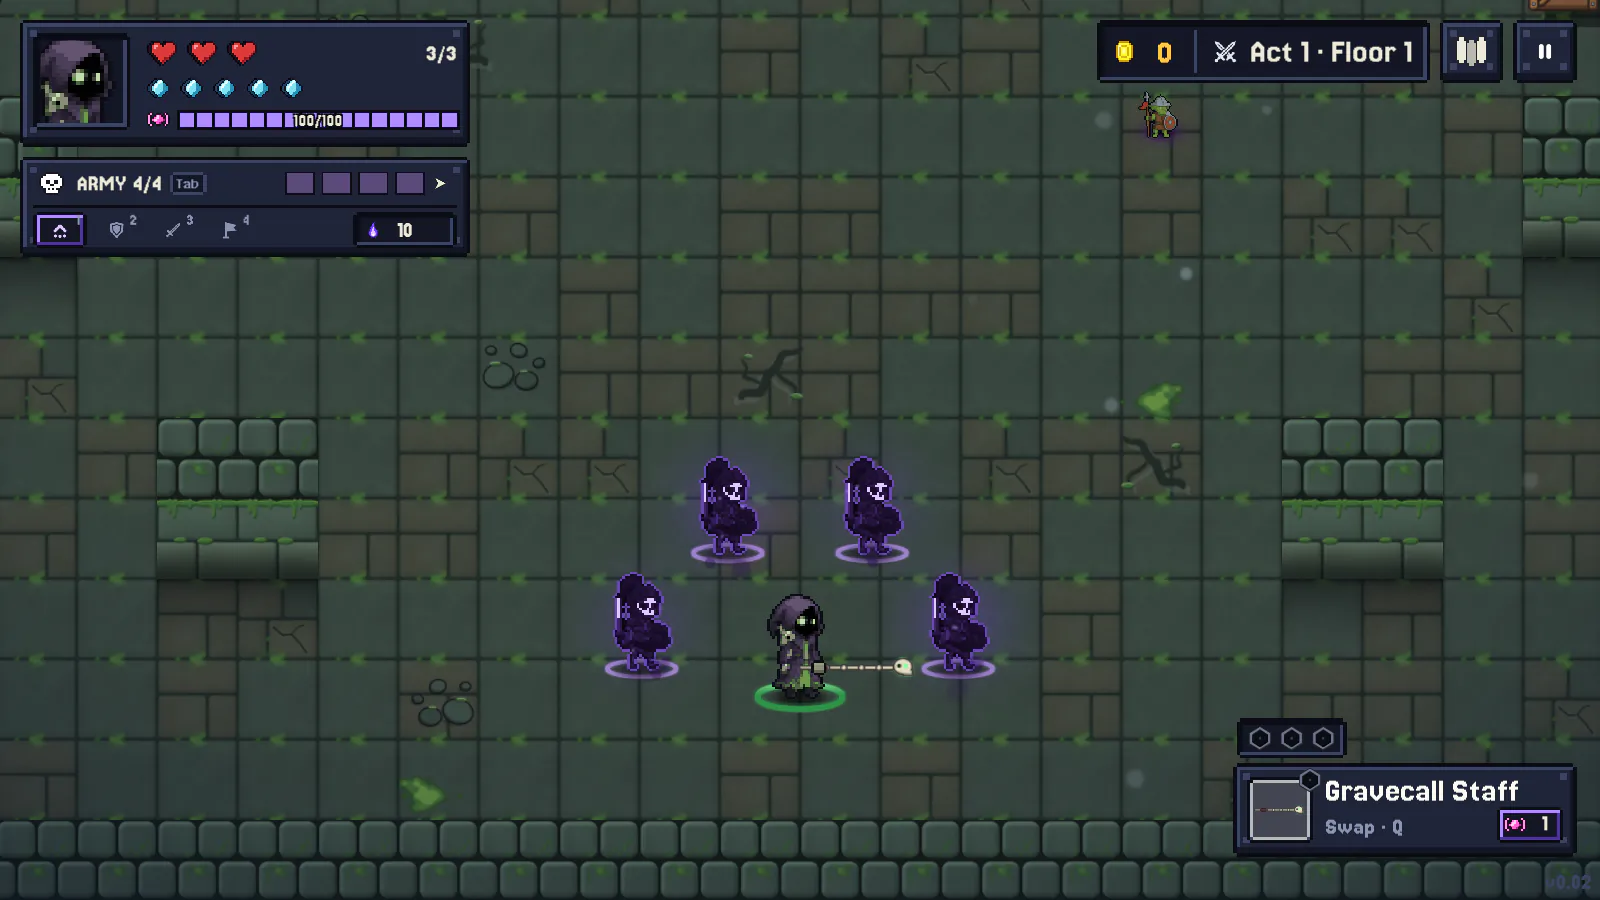 3/3
100/100
ARMY 4/4 Tab
1 2 3 4
10
0 Act 1 · Floor 1
Gravecall Staff
Swap · Q
1
v0.02